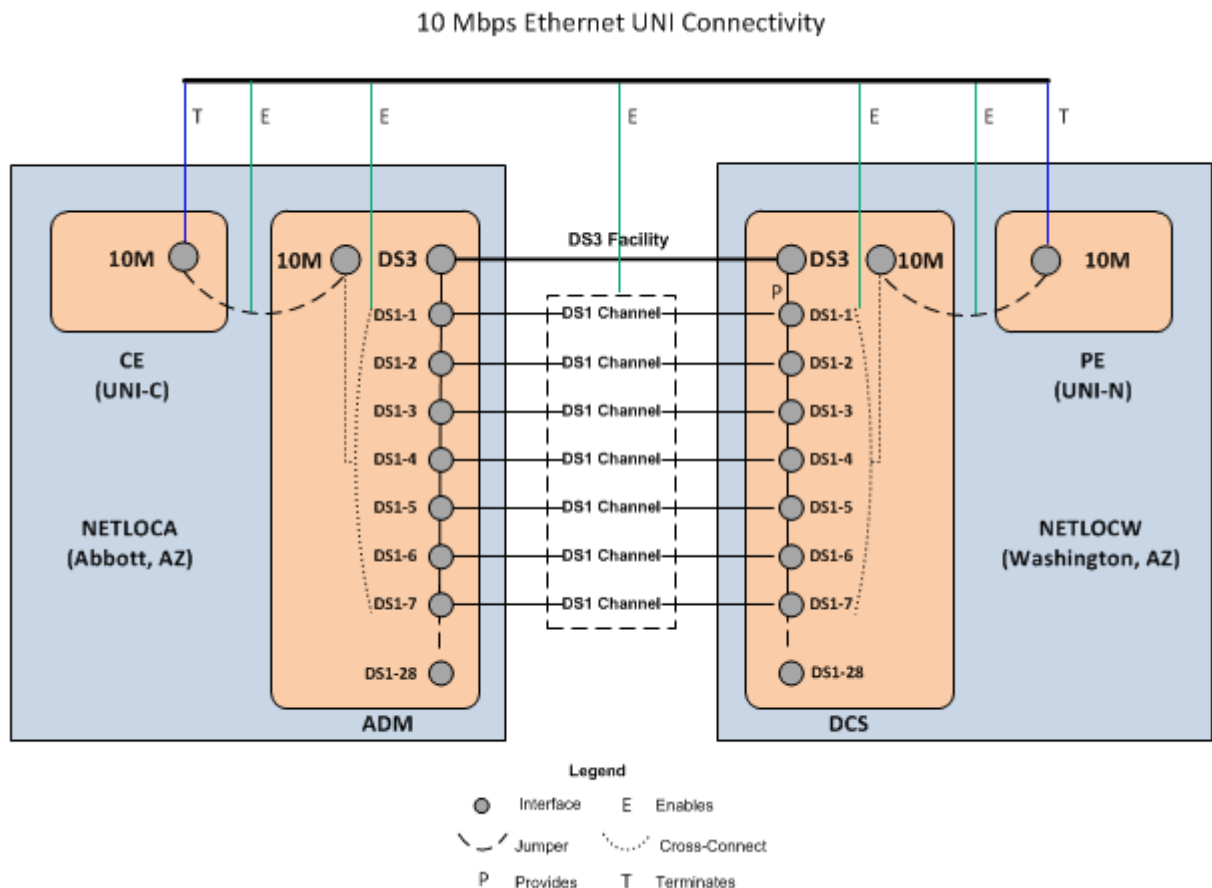 10 Mbps Ethernet UNI Connectivity
T E E E E E T
DS3 Facility
10M 10M DS3 DS3 10M 10M
P
DS1-1 DS1 Channel DS1-1
DS1-2 DS1 Channel DS1-2
CE PE
(UNI-C) (UNI-N)
DS1-3 DS1 Channel DS1-3
DS1-4 DS1 Channel DS1-4
DS1-5 DS1 Channel DS1-5
NETLOCA NETLOCW
(Abbott, AZ) (Washington, AZ)
DS1-6 DS1 Channel DS1-6
DS1-7 DS1 Channel DS1-7
DS1-28 DS1-28
ADM DCS
Legend
Interface E Enables
Jumper Cross-Connect
P Provides T Terminates